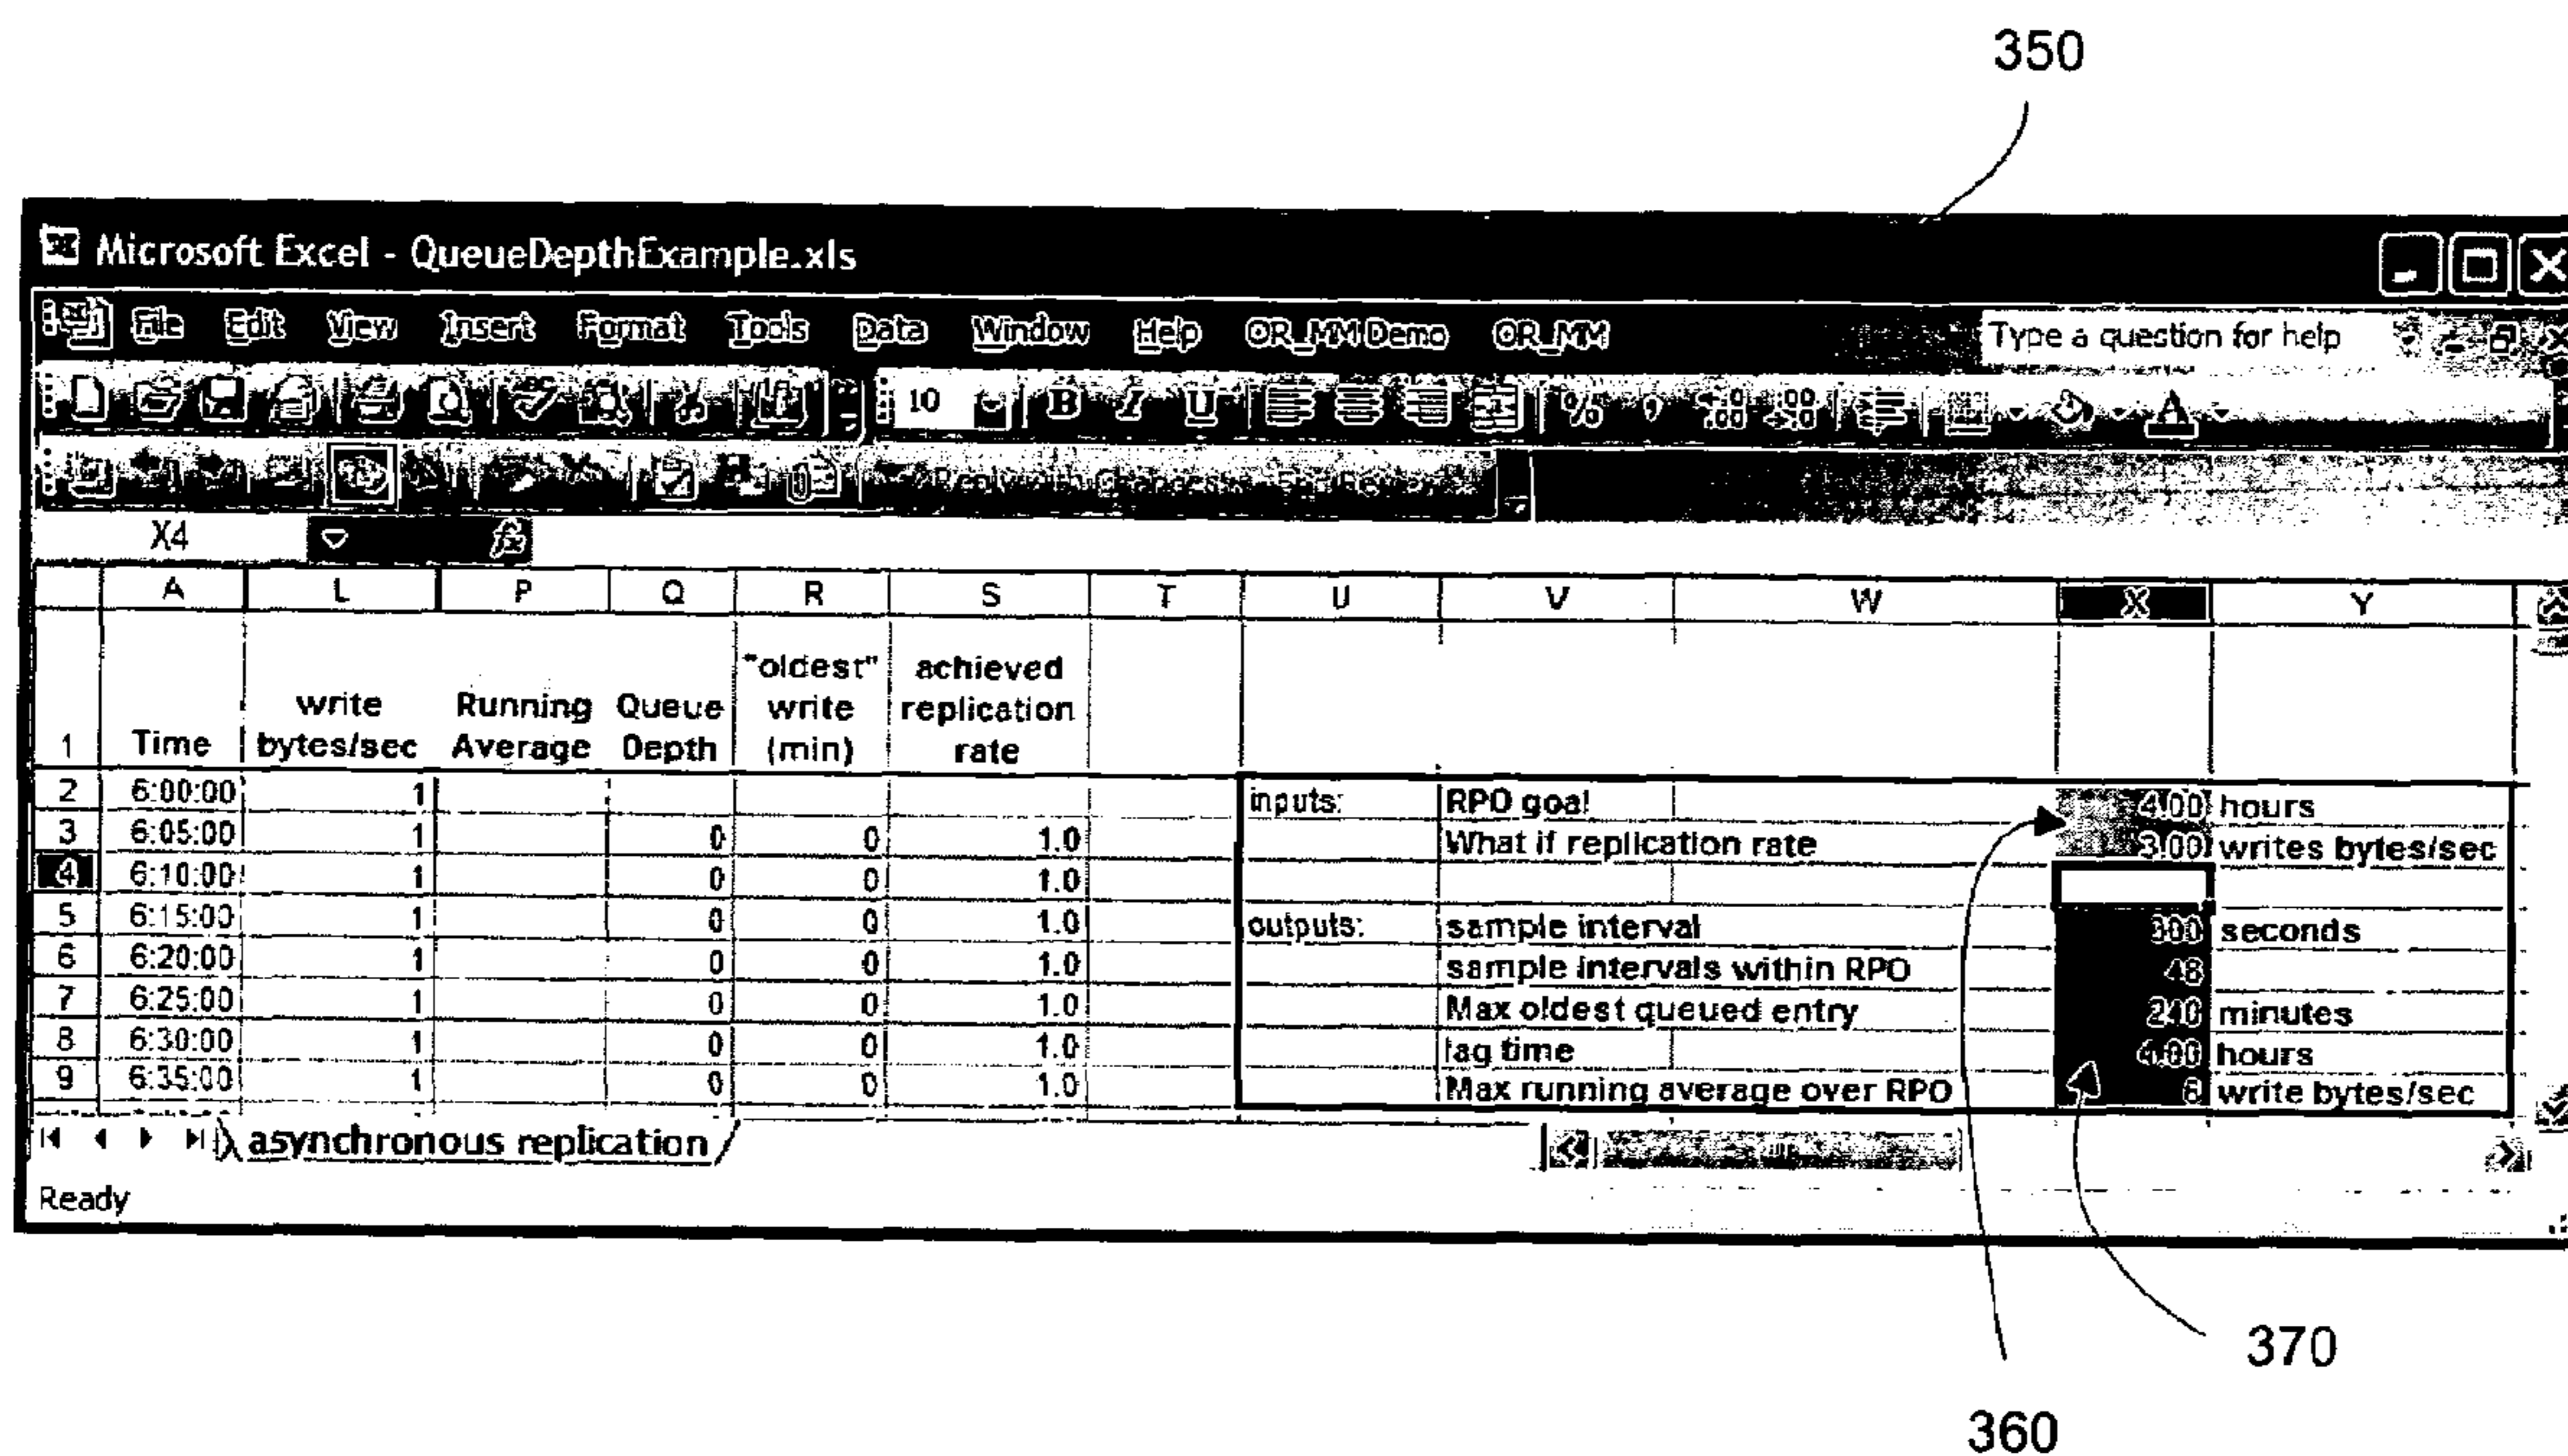 350
Microsoft Excel - QueueDepthExample.xls
File Edit View Insert Format Tools Data Window Help OR_MM Demo OR_MM Type a question for help
10 B I U % , .00 .00 A
X4 fx
A L P Q R S T U V W X Y
"oldest" achieved
write Running Queue write replication
1 Time bytes/sec Average Depth (min) rate
2 6:00:00 1 inputs: RPO goal 4.00 hours
3 6:05:00 1 0 0 1.0 What if replication rate 3.00 writes bytes/sec
4 6:10:00 1 0 0 1.0
5 6:15:00 1 0 0 1.0 outputs: sample interval 300 seconds
6 6:20:00 1 0 0 1.0 sample intervals within RPO 48
7 6:25:00 1 0 0 1.0 Max oldest queued entry 240 minutes
8 6:30:00 1 0 0 1.0 lag time 4.00 hours
9 6:35:00 1 0 0 1.0 Max running average over RPO write bytes/sec
asynchronous replication
Ready
370
360